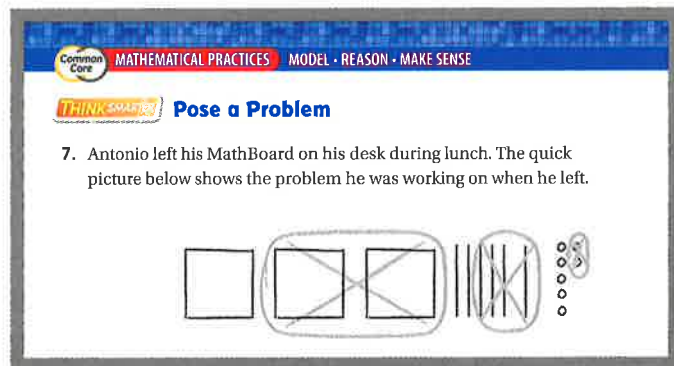 Common
Core
MATHEMATICAL PRACTICES MODEL • REASON • MAKE SENSE
THINK SMARTER Pose a Problem
7. Antonio left his MathBoard on his desk during lunch. The quick
picture below shows the problem he was working on when he left.